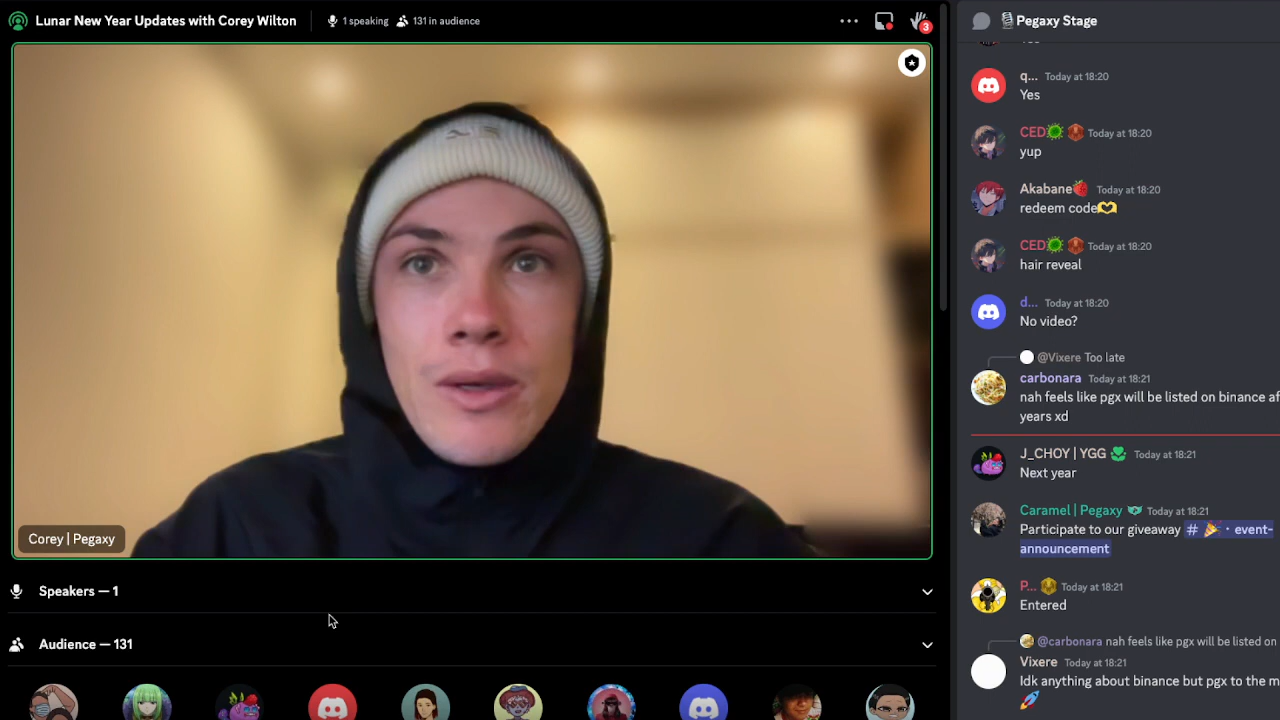 Lunar New Year Updates with Corey Wilton
1 speaking
131 in audience
3
Pegaxy Stage
q... Today at 18:20
Yes
CED Today at 18:20
yup
Akabane Today at 18:20
redeem code
CED Today at 18:20
hair reveal
d... Today at 18:20
No video?
@Vixere Too late
carbonara Today at 18:21
nah feels like pgx will be listed on binance af
years xd
J_CHOY | YGG Today at 18:21
Next year
Caramel | Pegaxy Today at 18:21
Participate to our giveaway # · event-
announcement
P... Today at 18:21
Entered
@carbonara nah feels like pgx will be listed on
Vixere Today at 18:21
Idk anything about binance but pgx to the m
Corey | Pegaxy
Speakers — 1
Audience — 131